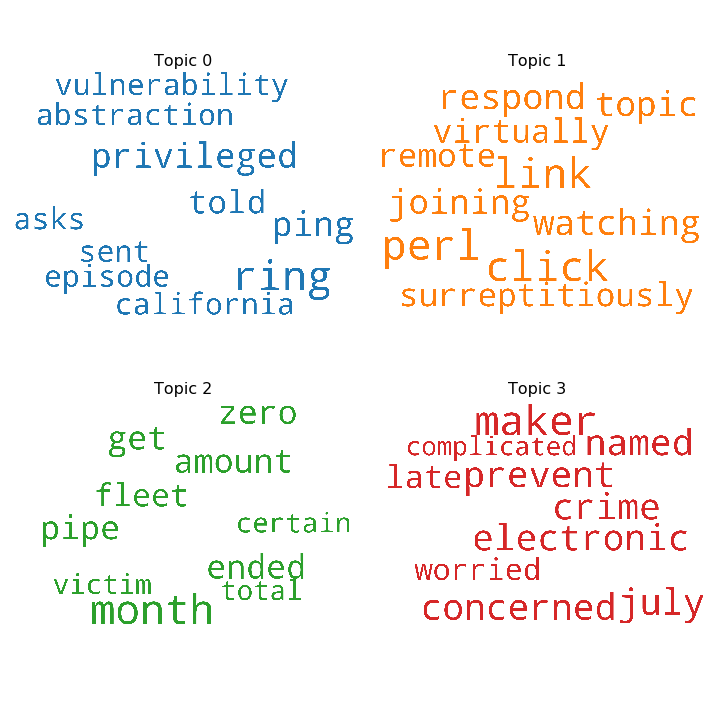 Topic 0
vulnerability
abstraction
privileged
told
asks
ping
sent
episode
ring
california
Topic 1
respond
topic
virtually
remote
link
joining
watching
perl
click
surreptitiously
Topic 2
zero
get
amount
fleet
pipe
certain
ended
victim
total
month
Topic 3
maker
complicated
named
late
prevent
crime
electronic
worried
concerned
july